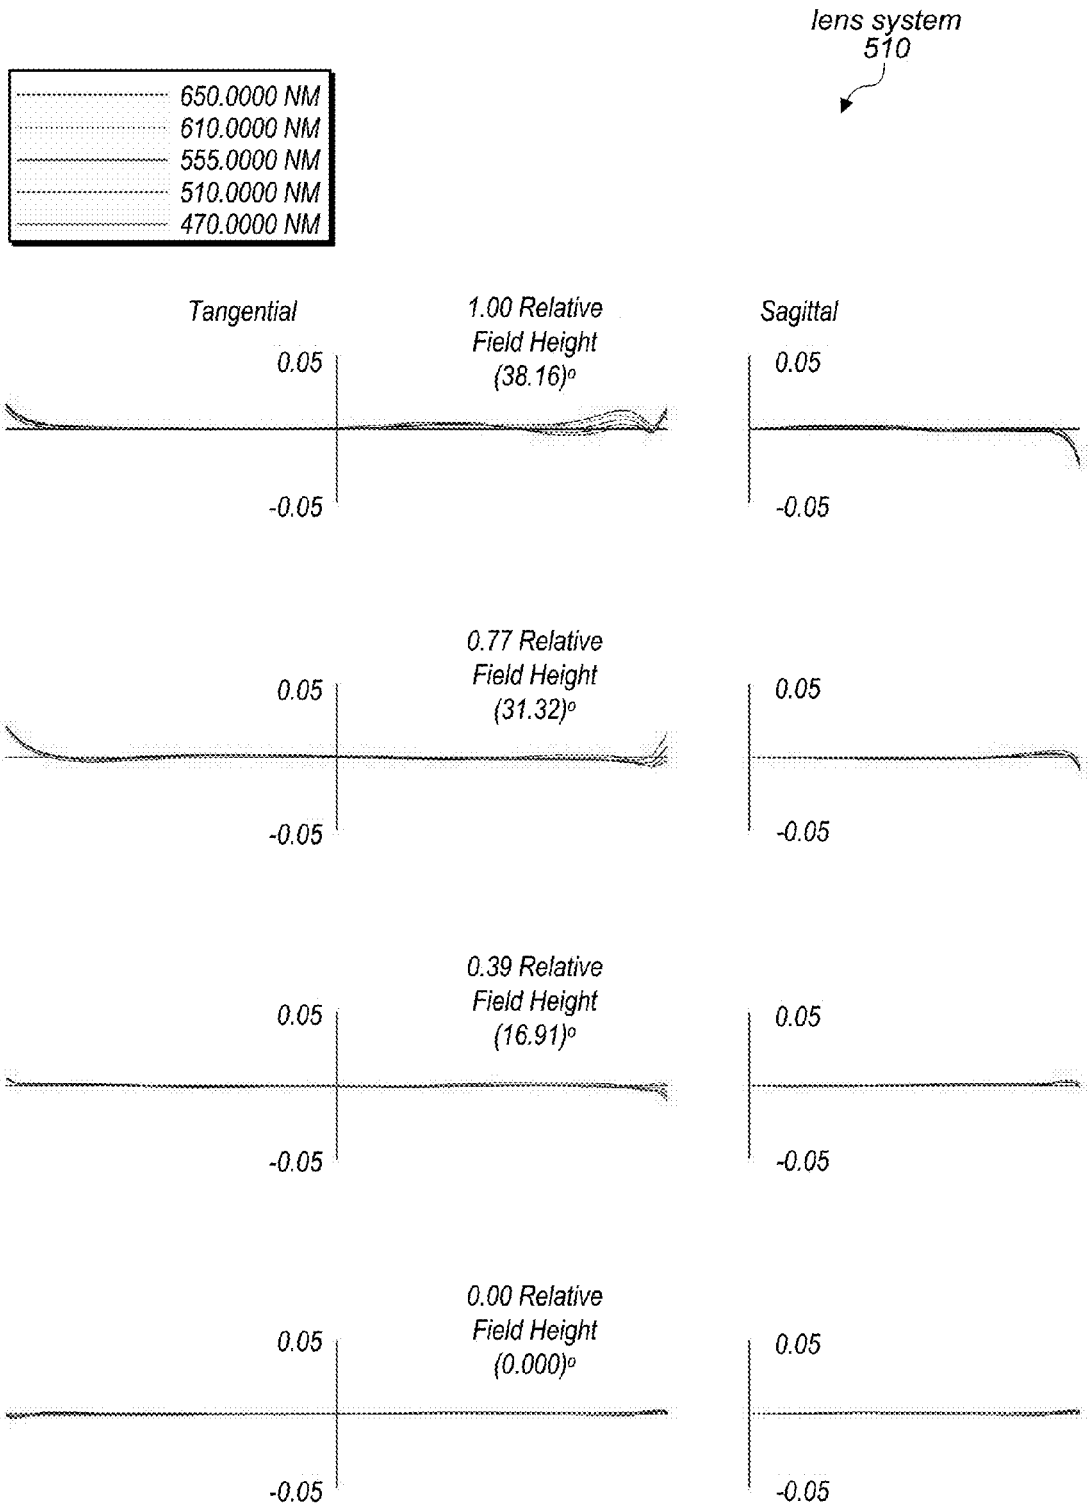 lens system
510
650.0000 NM
610.0000 NM
555.0000 NM
510.0000 NM
470.0000 NM
Tangential
1.00 Relative
Field Height
(38.16)º
Sagittal
0.05
0.05
-0.05
-0.05
0.77 Relative
Field Height
(31.32)º
0.05
0.05
-0.05
-0.05
0.39 Relative
Field Height
(16.91)º
0.05
0.05
-0.05
-0.05
0.00 Relative
Field Height
(0.000)º
0.05
0.05
-0.05
-0.05